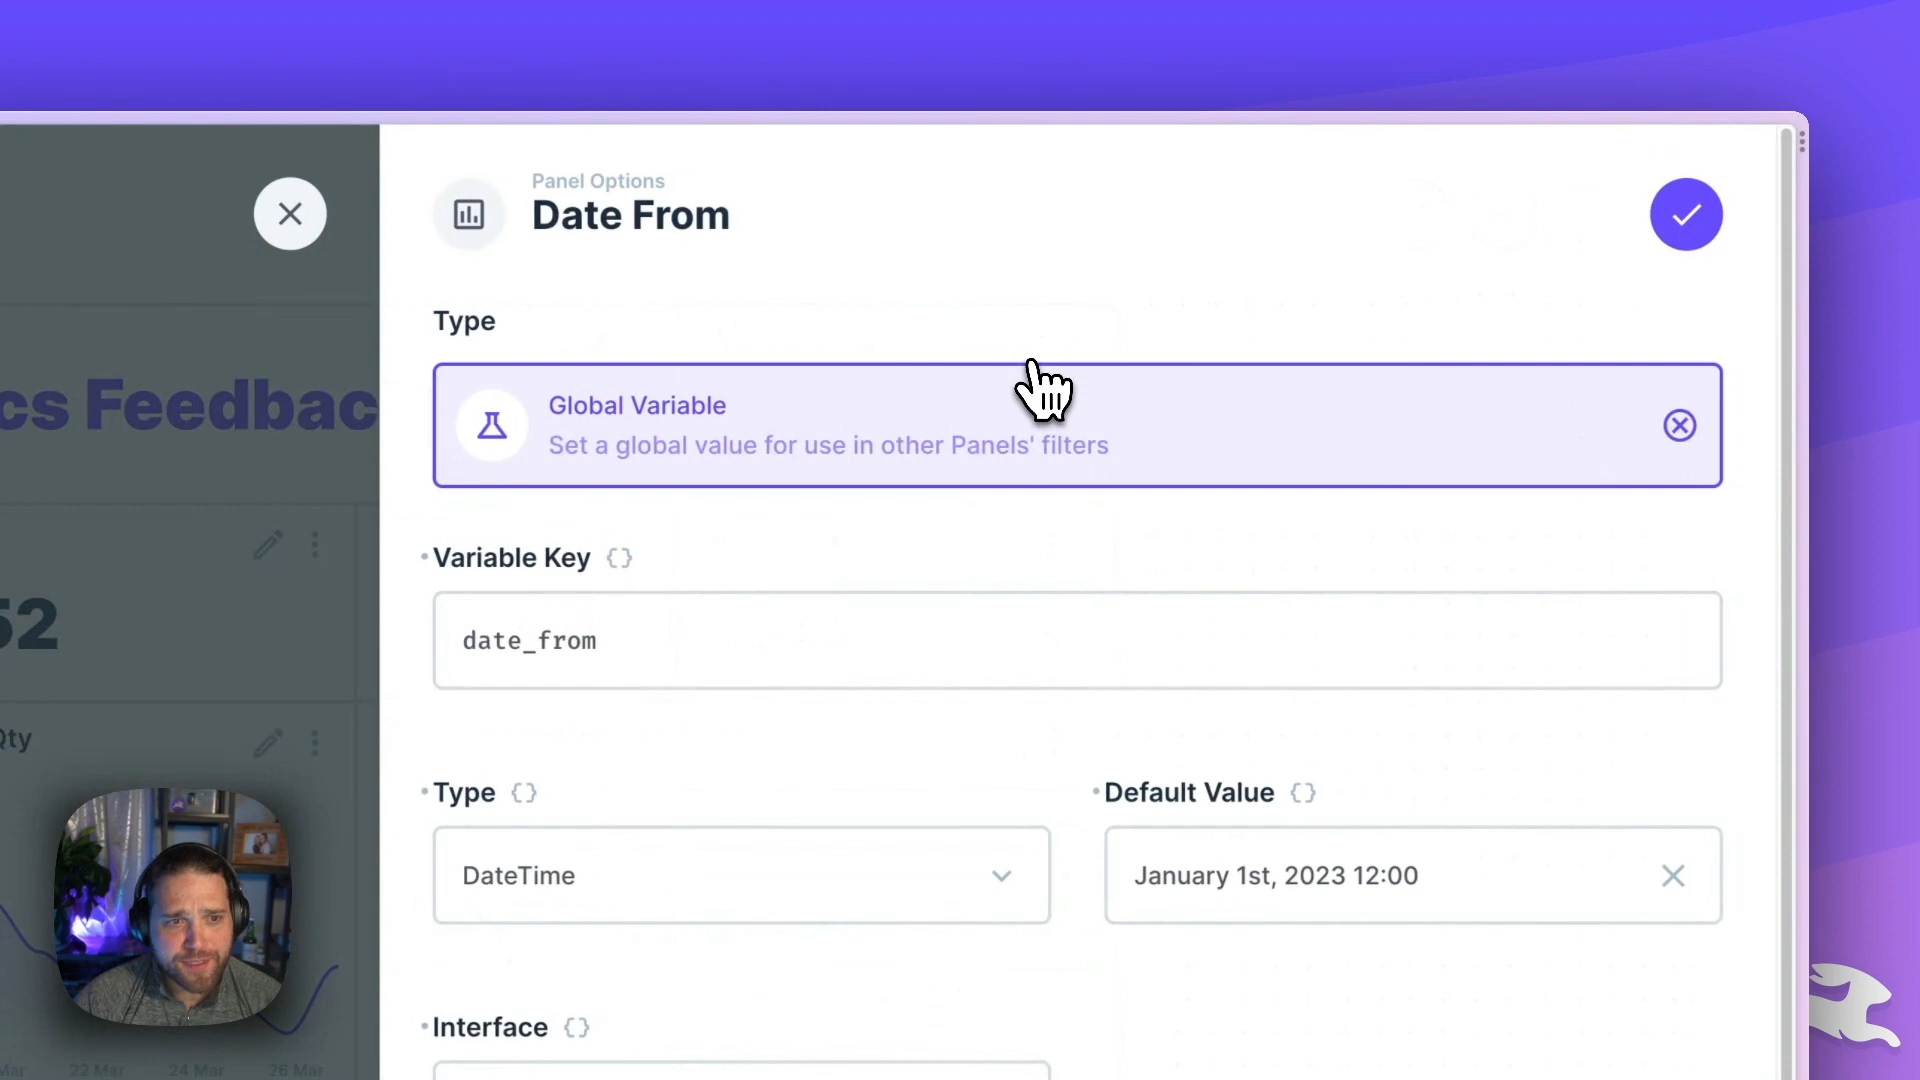 Panel Options
Date From
Type
Global Variable
Set a global value for use in other Panels' filters
cs Feedbac
Variable Key {}
date_from
52
Qty
Type {}
Default Value {}
DateTime
January 1st, 2023 12:00
Interface {}
Mar
22 Mar
24 Mar
26 Mar